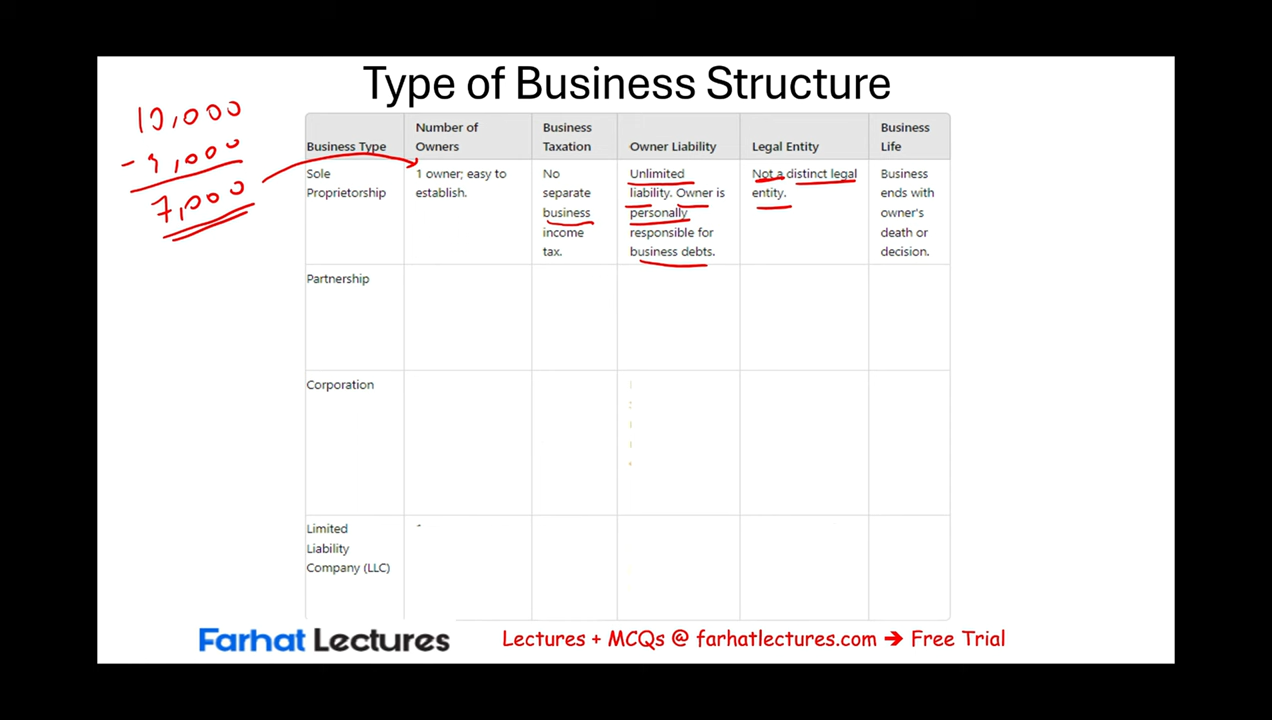 Type of Business Structure
10,000
7,000
Business Type
Number of
Owners
Business
Taxation
Owner Liability
Legal Entity
Business
Life
Sole
Proprietorship
1 owner; easy to
establish.
No
separate
business
income
tax.
Unlimited
liability. Owner is
personally
responsible for
business debts.
Not a distinct legal
entity.
Business
ends with
owner's
death or
decision.
Partnership
Corporation
Limited
Liability
Company (LLC)
Farhat Lectures
Lectures + MCQs @ farhatlectures.com ➔ Free Trial